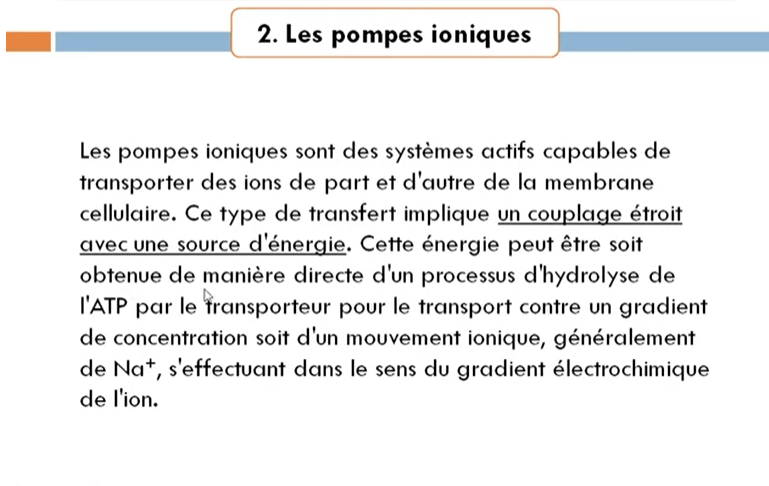 2. Les pompes ioniques
Les pompes ioniques sont des systèmes actifs capables de
transporter des ions de part et d'autre de la membrane
cellulaire. Ce type de transfert implique un couplage étroit
avec une source d'énergie. Cette énergie peut être soit
obtenue de manière directe d'un processus d'hydrolyse de
l'ATP par le transporteur pour le transport contre un gradient
de concentration soit d'un mouvement ionique, généralement
de Na⁺, s'effectuant dans le sens du gradient électrochimique
de l'ion.